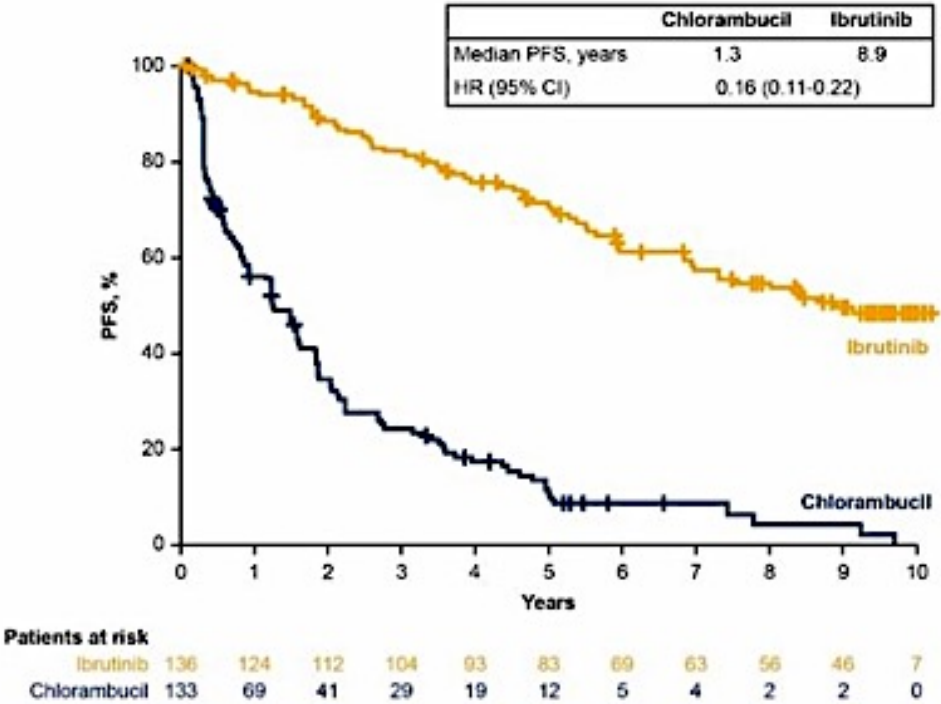 Chlorambucil Ibrutinib
Median PFS, years 1.3 8.9
HR (95% CI) 0.16 (0.11-0.22)
100
80
60
40
20
0
PFS, %
Ibrutinib
Chlorambucil
0 1 2 3 4 5 6 7 8 9 10
Years
Patients at risk
Ibrutinib 136 124 112 104 93 83 69 63 56 46 7
Chlorambucil 133 69 41 29 19 12 5 4 2 2 0